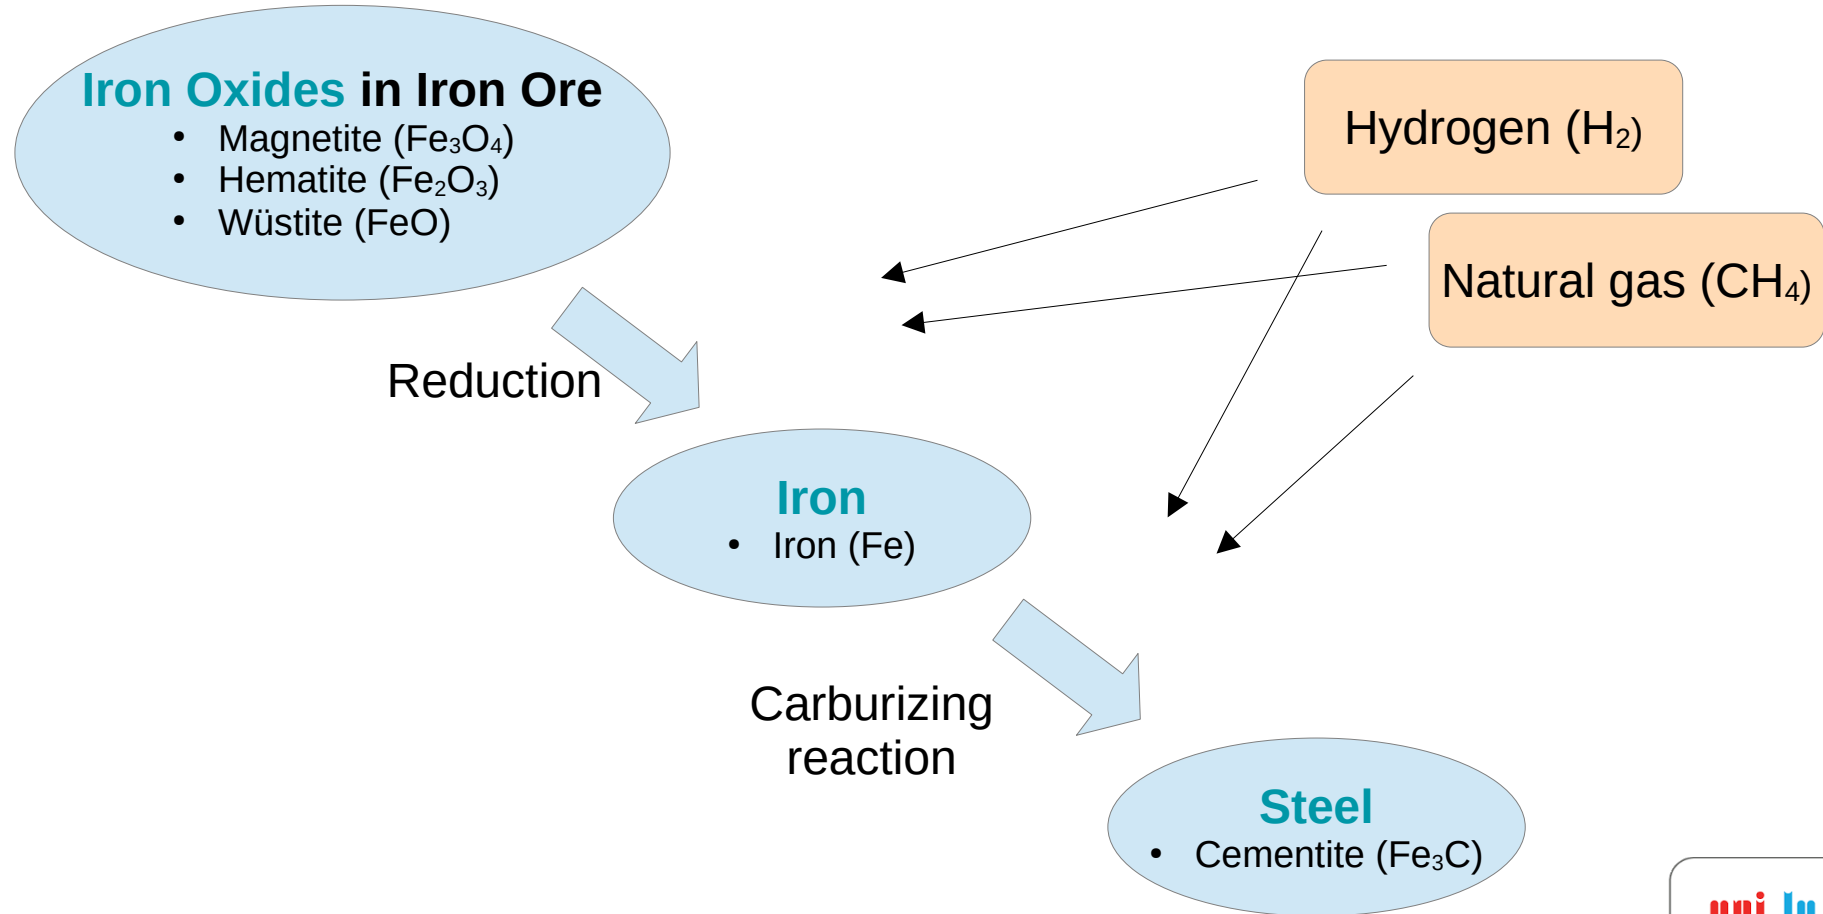 Iron Oxides in Iron Ore
• Magnetite (Fe₃O₄)
• Hematite (Fe₂O₃)
• Wüstite (FeO)
Hydrogen (H₂)
Natural gas (CH₄)
Reduction
Iron
• Iron (Fe)
Carburizing
reaction
Steel
• Cementite (Fe₃C)